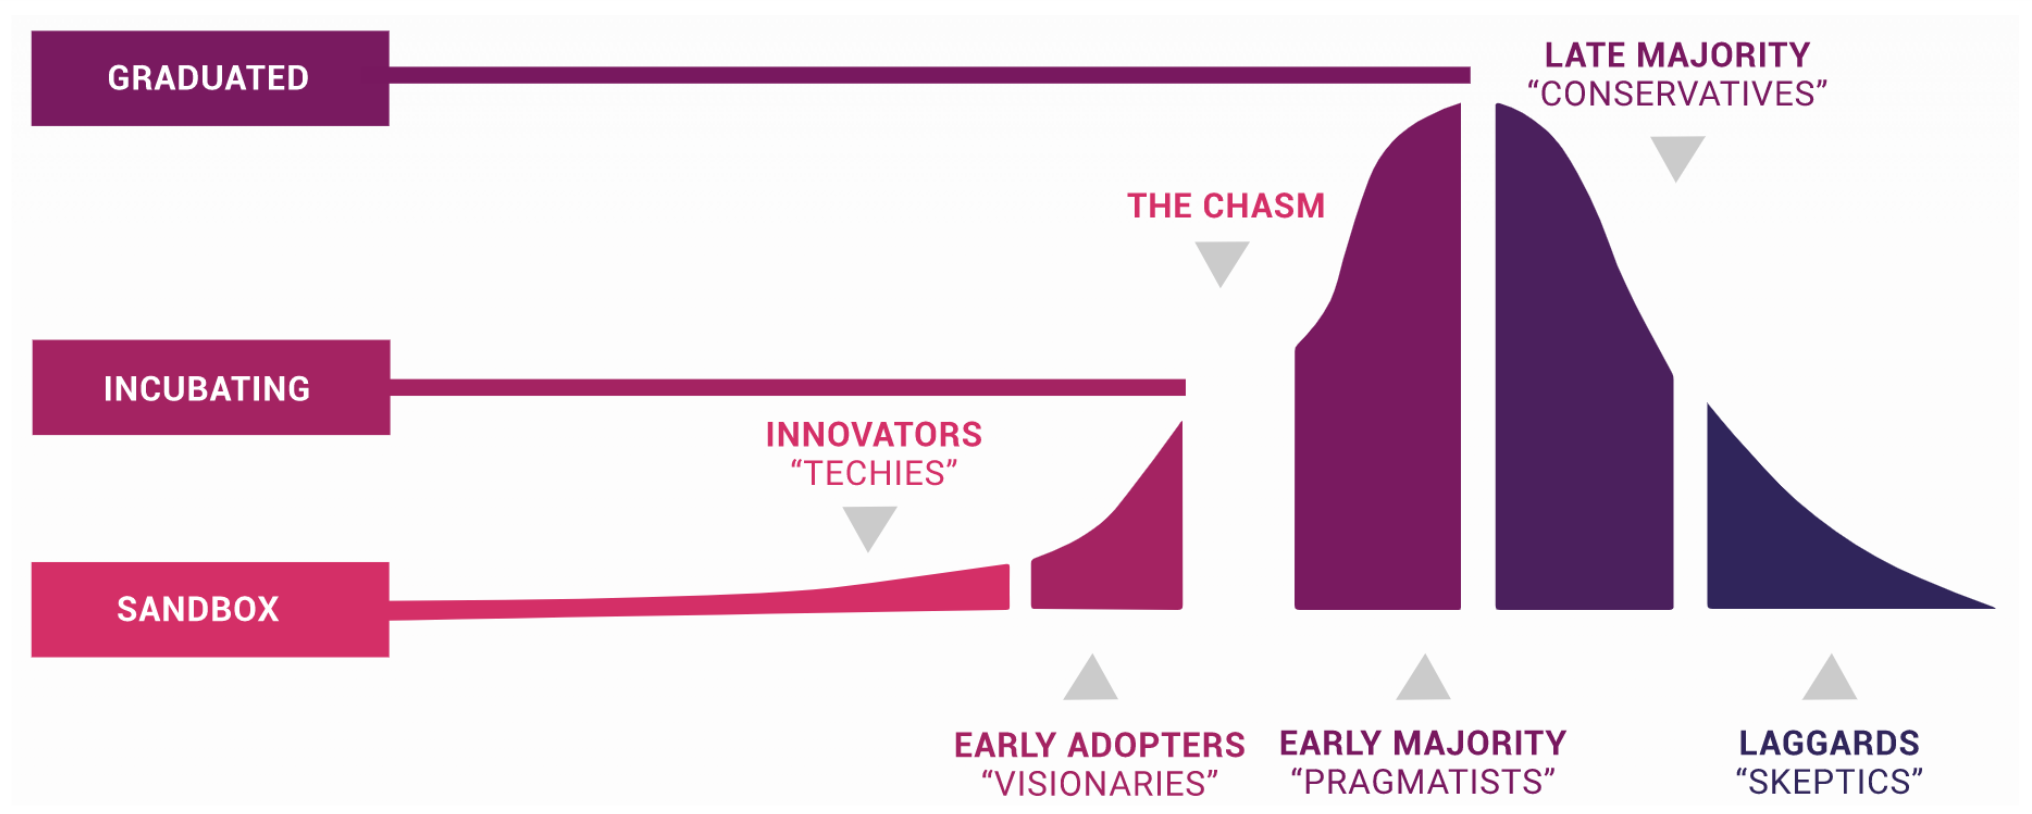 GRADUATED
LATE MAJORITY
“CONSERVATIVES”
THE CHASM
INCUBATING
INNOVATORS
“TECHIES”
SANDBOX
EARLY ADOPTERS
“VISIONARIES”
EARLY MAJORITY
“PRAGMATISTS”
LAGGARDS
“SKEPTICS”